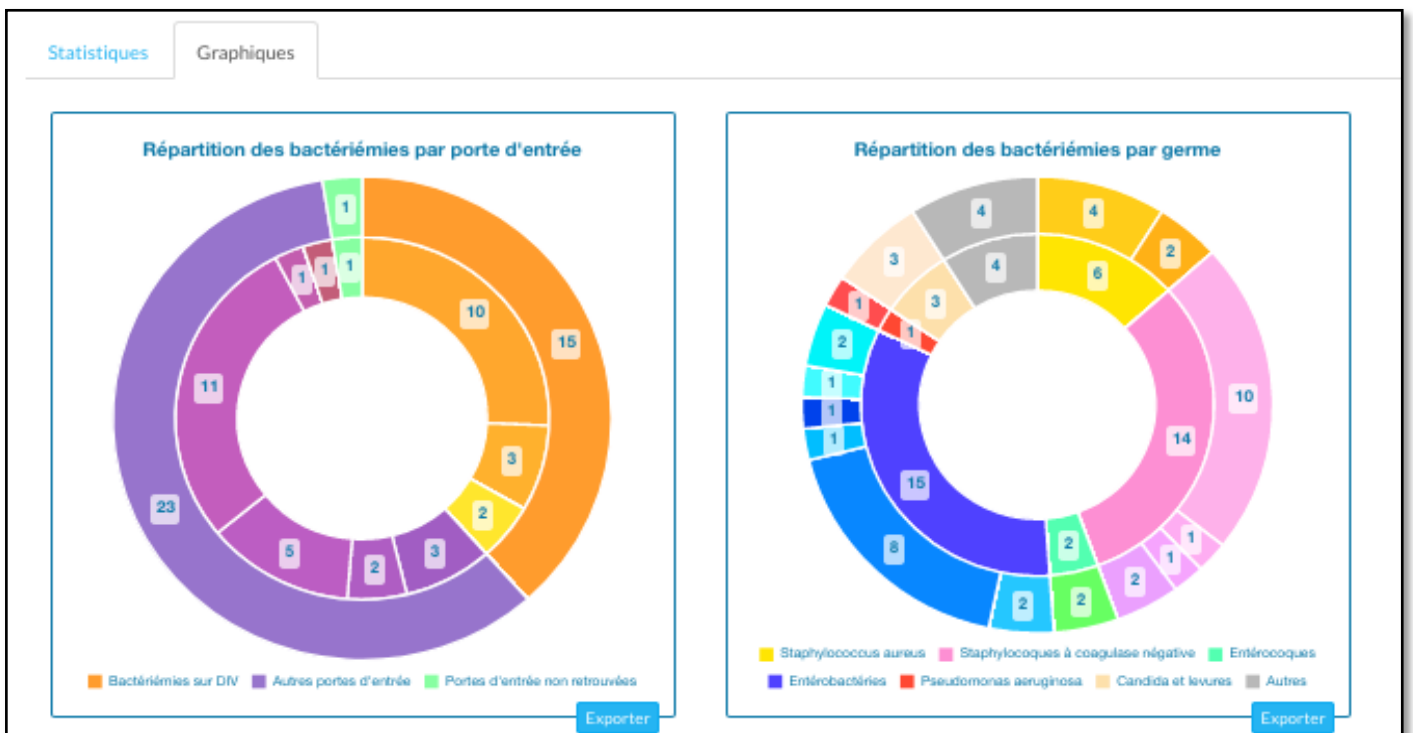 Statistiques
Graphiques
Répartition des bactériémies par porte d'entrée
1
1
1
1
10
15
11
3
2
23
5
2
3
Bactériémies sur DIV
Autres portes d'entrée
Portes d'entrée non retrouvées
Exporter
Répartition des bactériémies par germe
4
4
2
3
4
6
3
1
1
2
1
1
1
10
14
15
8
2
1
1
2
2
2
Staphylococcus aureus
Staphylocoques à coagulase négative
Entérocoques
Entérobactéries
Pseudomonas aeruginosa
Candida et levures
Autres
Exporter